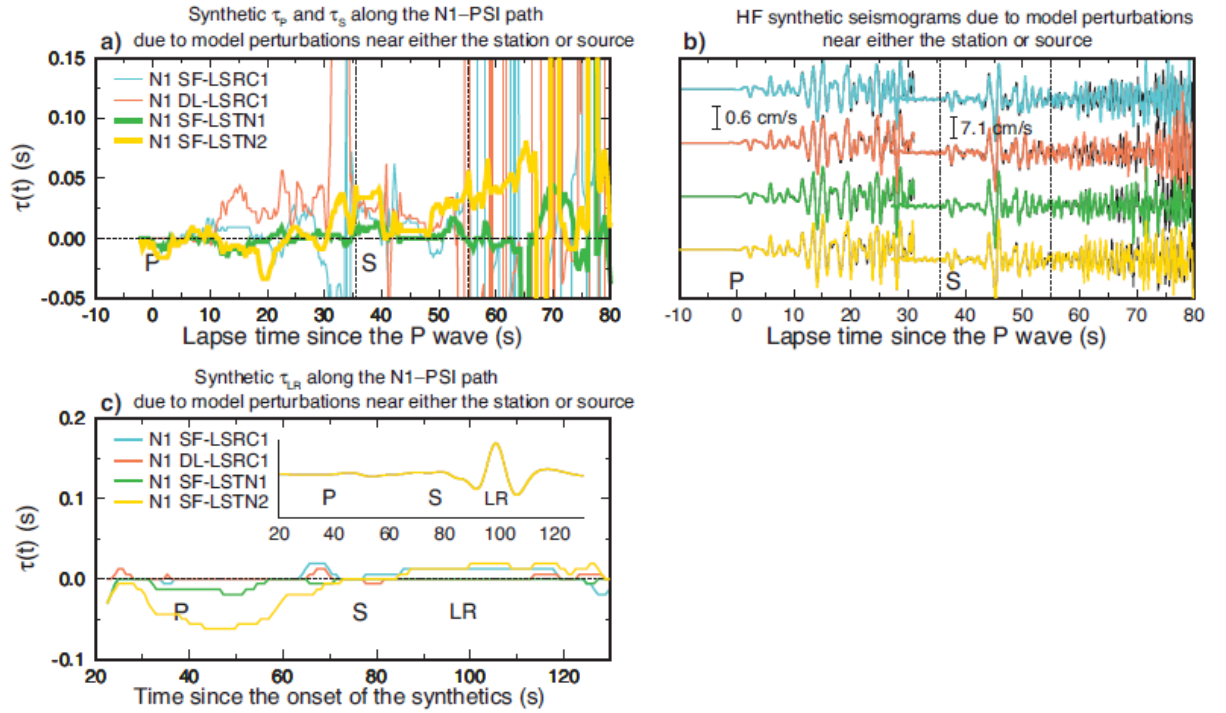 Synthetic τP and τS along the N1–PSI path
a) due to model perturbations near either the station or source
0.15
0.10
0.05
0.00
-0.05
τ(t) (s)
N1 SF-LSRC1
N1 DL-LSRC1
N1 SF-LSTN1
N1 SF-LSTN2
P
S
-10 0 10 20 30 40 50 60 70 80
Lapse time since the P wave (s)
HF synthetic seismograms due to model perturbations
b) near either the station or source
0.6 cm/s
7.1 cm/s
P
S
-10 0 10 20 30 40 50 60 70 80
Lapse time since the P wave (s)
Synthetic τLR along the N1–PSI path
c) due to model perturbations near either the station or source
0.2
0.1
0.0
-0.1
τ(t) (s)
N1 SF-LSRC1
N1 DL-LSRC1
N1 SF-LSTN1
N1 SF-LSTN2
P S LR
20 40 60 80 100 120
P S LR
20 40 60 80 100 120
Time since the onset of the synthetics (s)